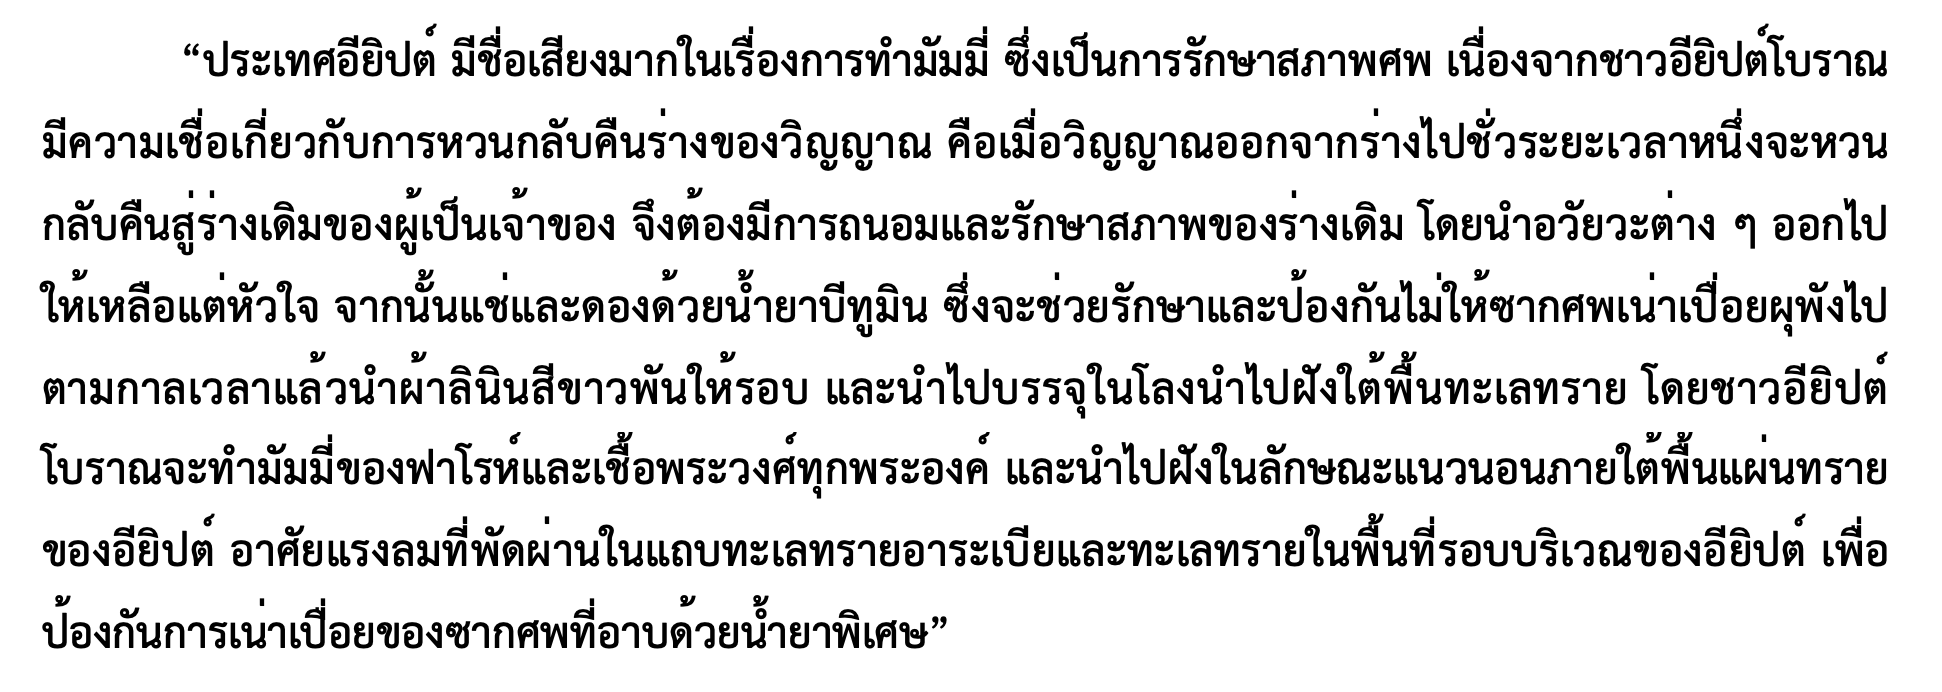 “ประเทศอียิปต์ มีชื่อเสียงมากในเรื่องการทำมัมมี่ ซึ่งเป็นการรักษาสภาพศพ เนื่องจากชาวอียิปต์โบราณ
มีความเชื่อเกี่ยวกับการหวนกลับคืนร่างของวิญญาณ คือเมื่อวิญญาณออกจากร่างไปชั่วระยะเวลาหนึ่งจะหวน
กลับคืนสู่ร่างเดิมของผู้เป็นเจ้าของ จึงต้องมีการถนอมและรักษาสภาพของร่างเดิม โดยนำอวัยวะต่าง ๆ ออกไป
ให้เหลือแต่หัวใจ จากนั้นแช่และดองด้วยน้ำยาบีทูมิน ซึ่งจะช่วยรักษาและป้องกันไม่ให้ซากศพเน่าเปื่อยผุพังไป
ตามกาลเวลาแล้วนำผ้าลินินสีขาวพันให้รอบ และนำไปบรรจุในโลงนำไปฝังใต้พื้นทะเลทราย โดยชาวอียิปต์
โบราณจะทำมัมมี่ของฟาโรห์และเชื้อพระวงศ์ทุกพระองค์ และนำไปฝังในลักษณะแนวนอนภายใต้พื้นแผ่นทราย
ของอียิปต์ อาศัยแรงลมที่พัดผ่านในแถบทะเลทรายอาระเบียและทะเลทรายในพื้นที่รอบบริเวณของอียิปต์ เพื่อ
ป้องกันการเน่าเปื่อยของซากศพที่อาบด้วยน้ำยาพิเศษ”